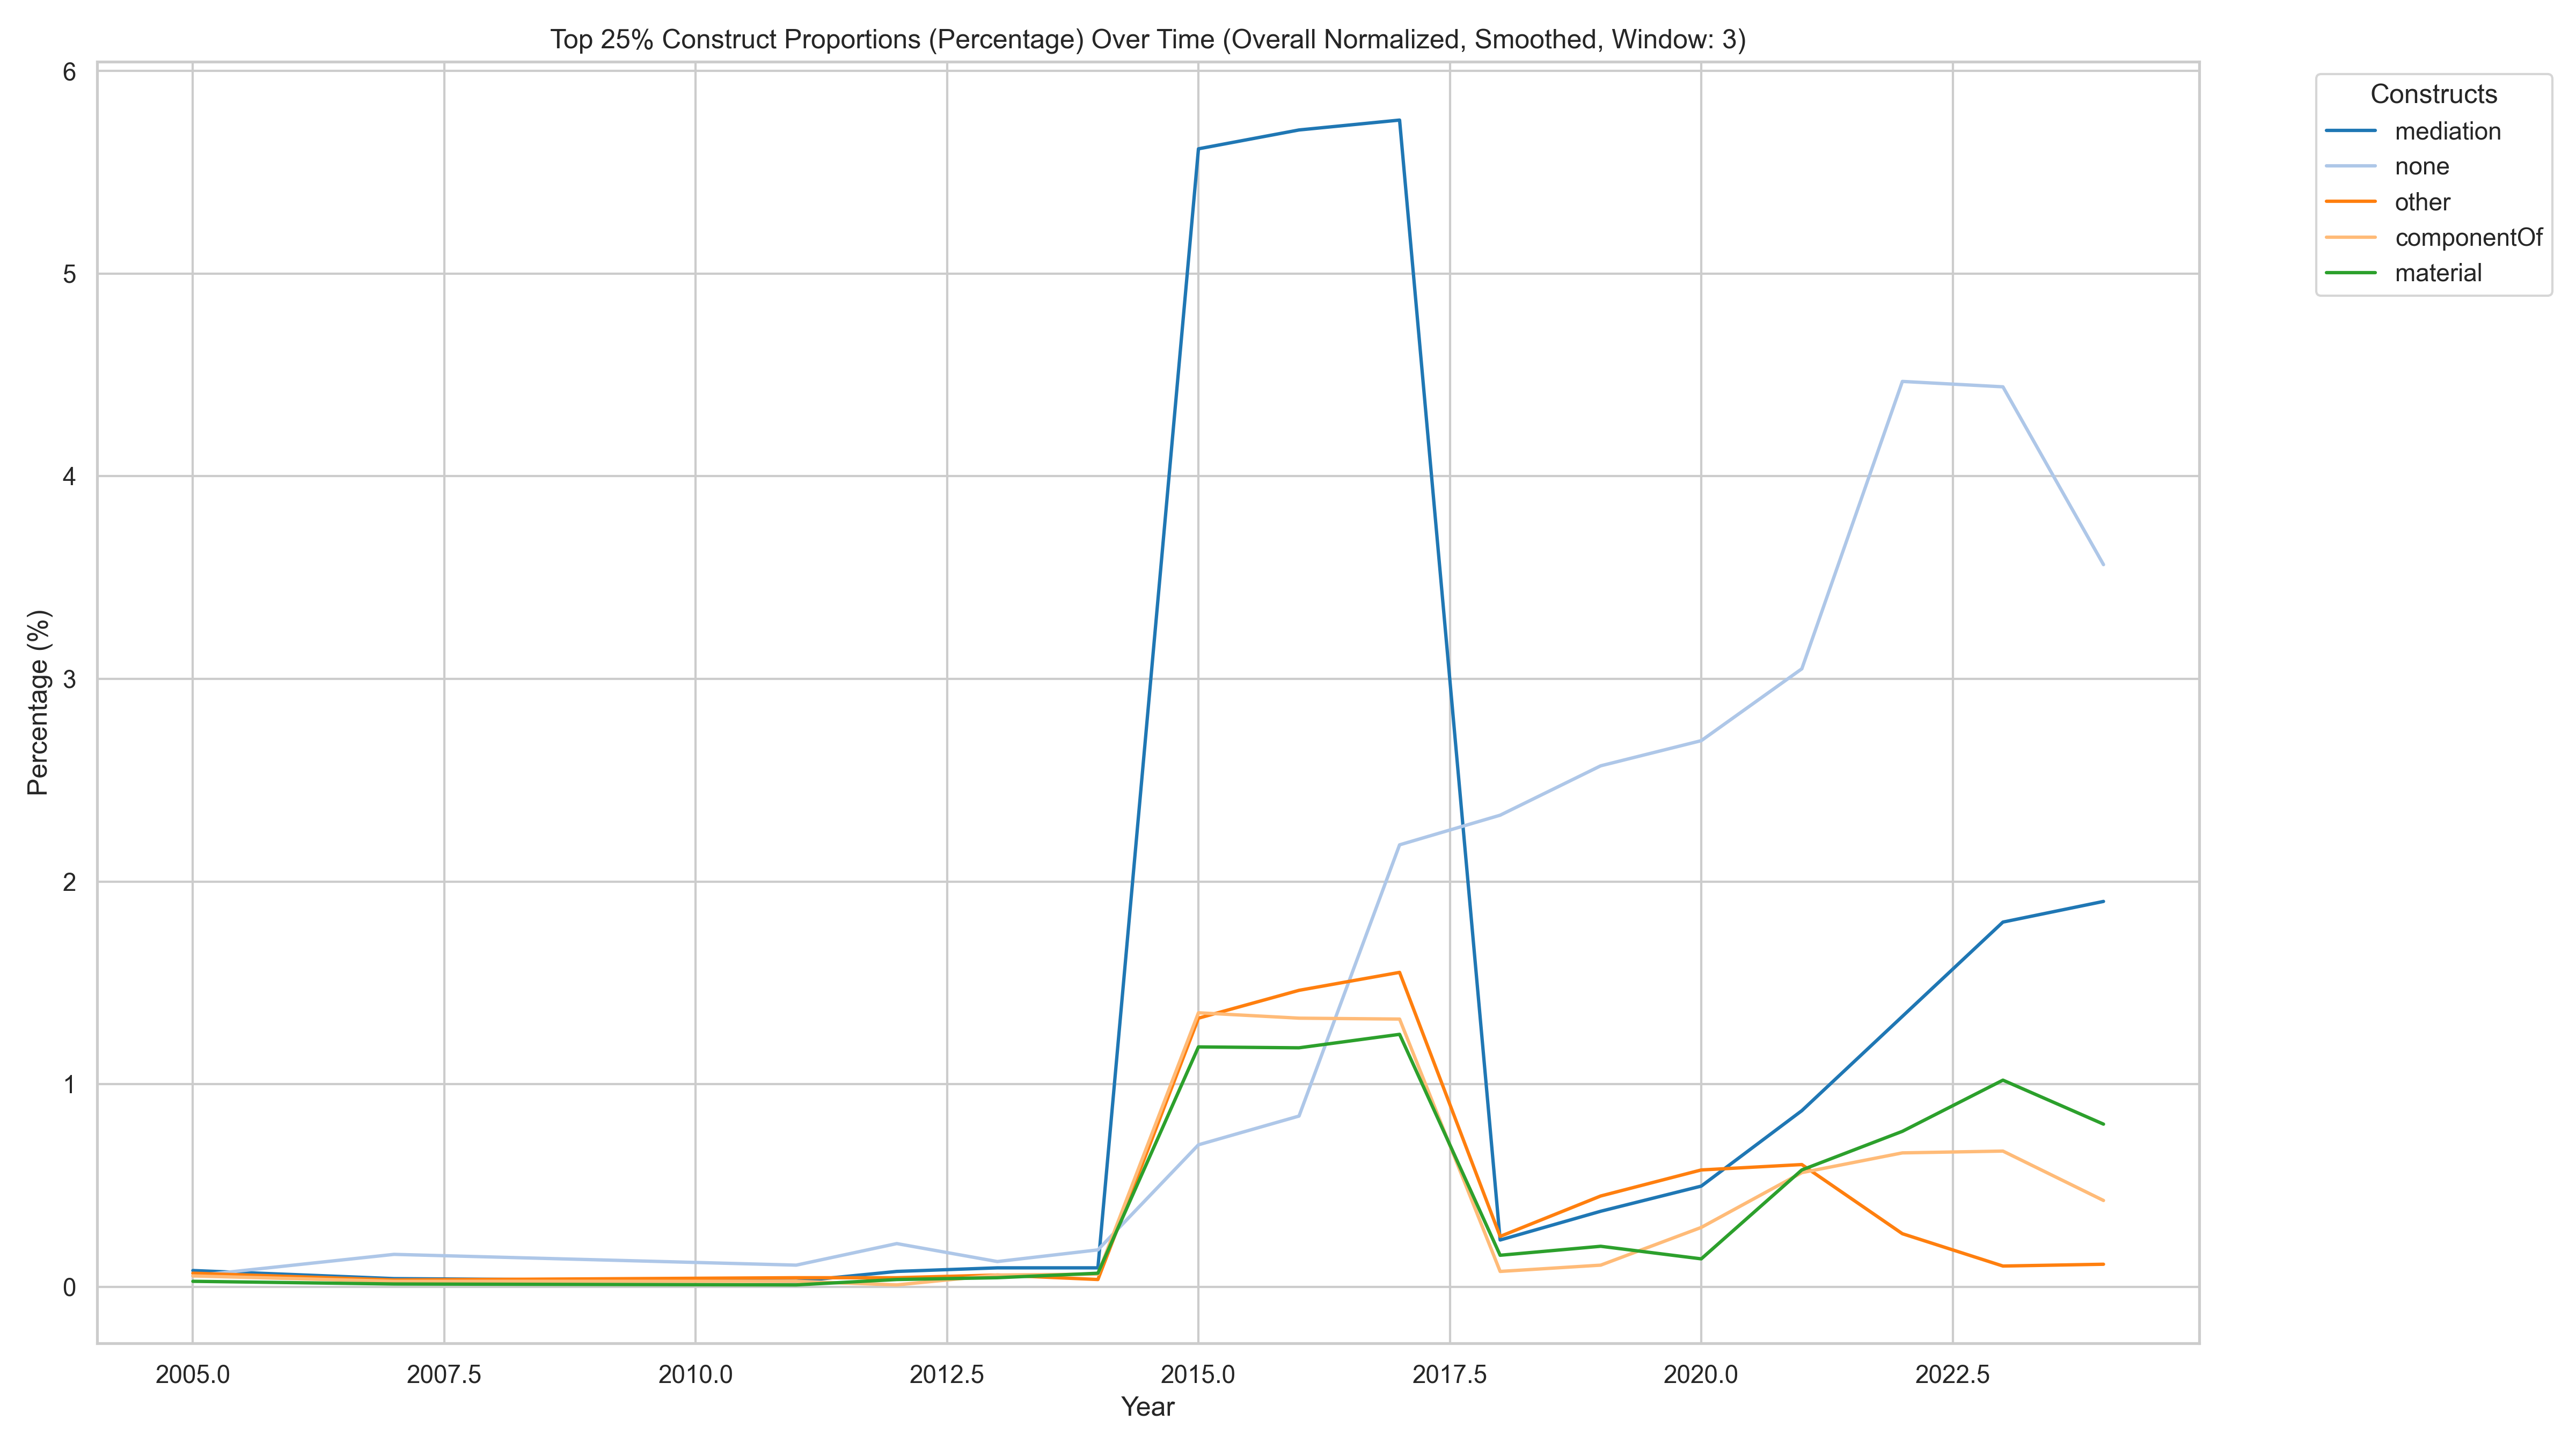 Top 25% Construct Proportions (Percentage) Over Time (Overall Normalized, Smoothed, Window: 3)
Percentage (%)
6
5
4
3
2
1
0
2005.0 2007.5 2010.0 2012.5 2015.0 2017.5 2020.0 2022.5
Year
Constructs
mediation
none
other
componentOf
material